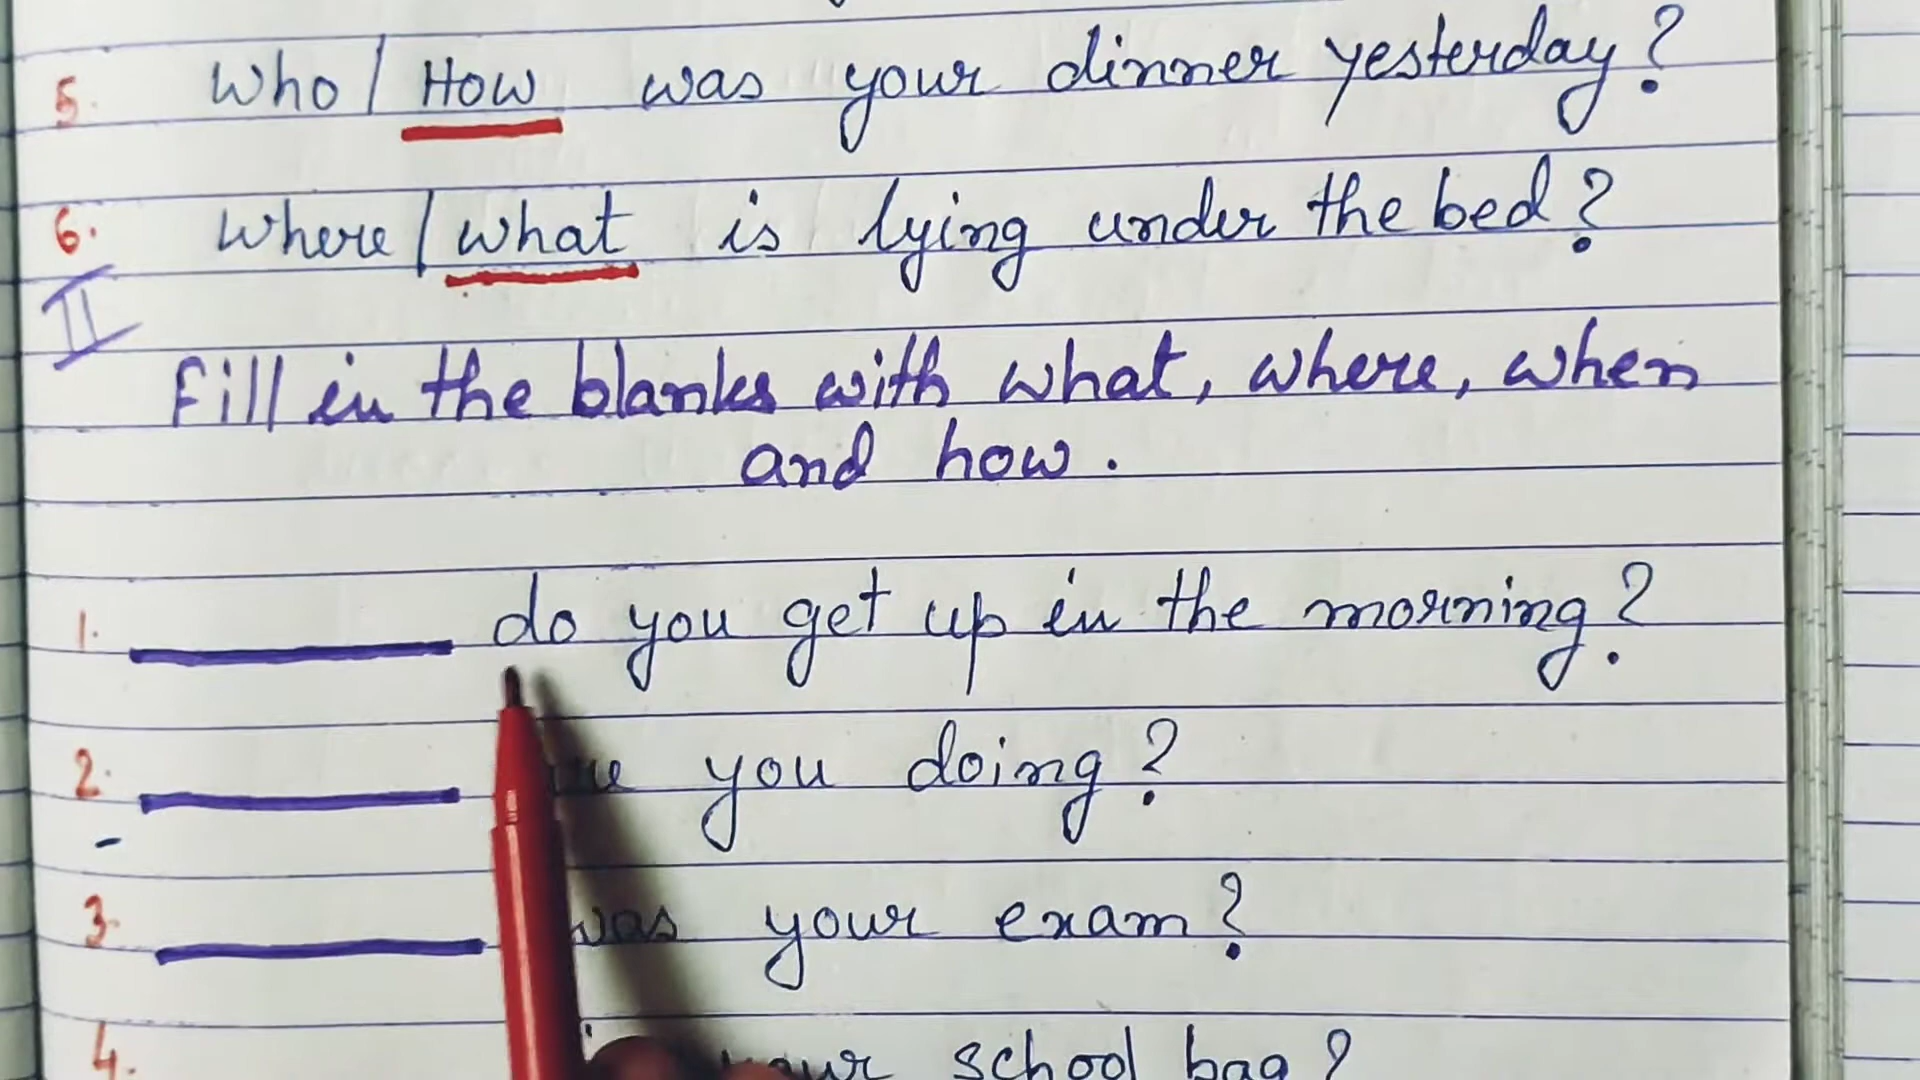 5. Who / How was your dinner yesterday?
6. Where / what is lying under the bed?
II
Fill in the blanks with what, where, when
and how.
1. ______ do you get up in the morning?
2. ______ you doing?
3. ______ was your exam?
4. your school bag?